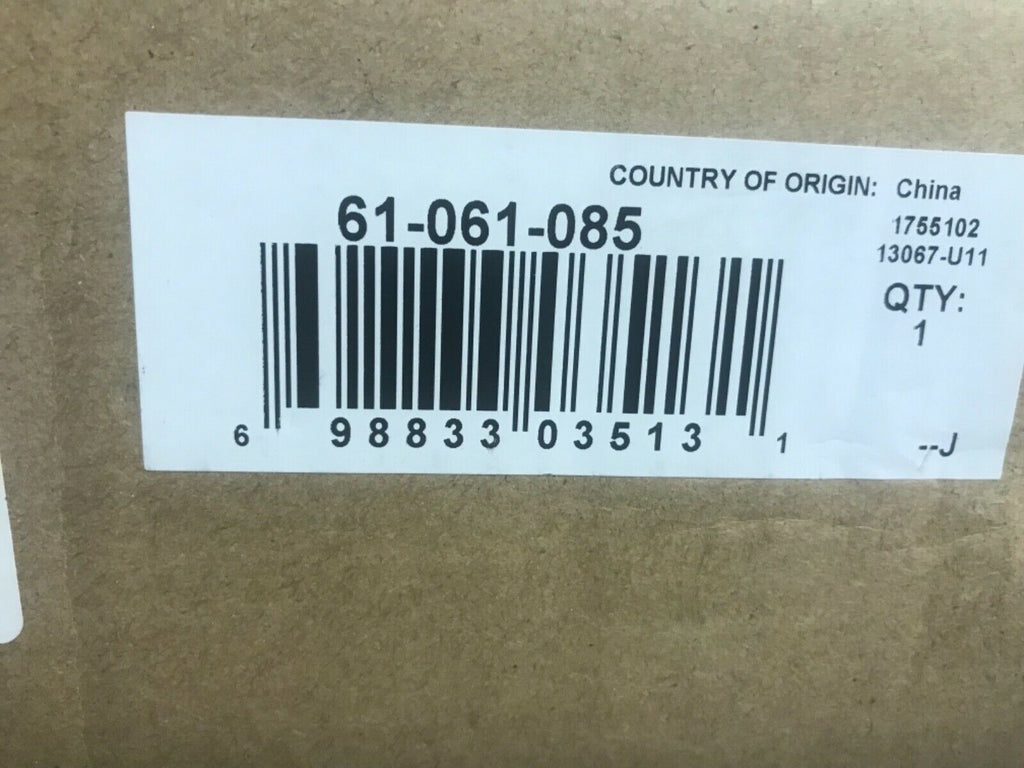 COUNTRY OF ORIGIN: China
61-061-085
1755102
13067-U11
QTY:
1
6 98833 03513 1
--J